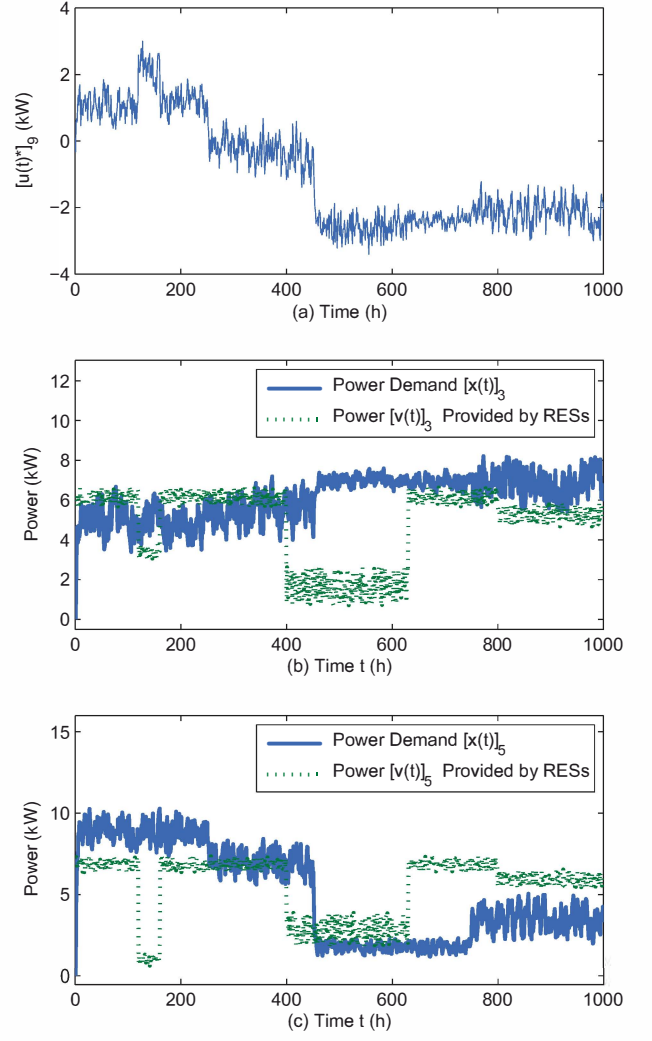 4
2
0
−2
−4
[u(t)*]9 (kW)
0 200 400 600 800 1000
(a) Time (h)
12
10
8
6
4
2
0
Power (kW)
Power Demand [x(t)]3
Power [v(t)]3 Provided by RESs
0 200 400 600 800 1000
(b) Time t (h)
15
10
5
0
Power (kW)
Power Demand [x(t)]5
Power [v(t)]5 Provided by RESs
0 200 400 600 800 1000
(c) Time t (h)